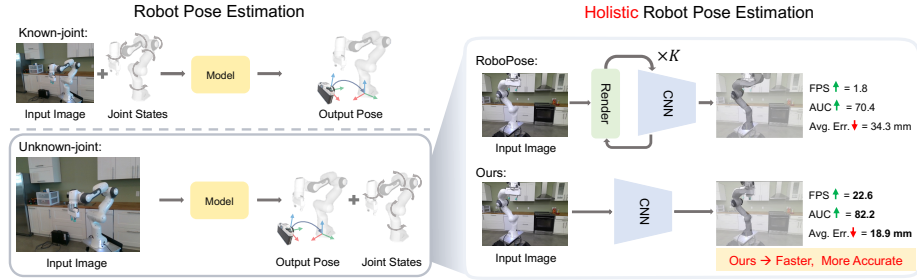 Robot Pose Estimation
Known-joint:
Model
Input Image
Joint States
Output Pose
Unknown-joint:
Model
Input Image
Output Pose
Joint States
Holistic Robot Pose Estimation
RoboPose:
×K
Render
CNN
Input Image
FPS ↑ = 1.8
AUC ↑ = 70.4
Avg. Err.↓ = 34.3 mm
Ours:
CNN
Input Image
FPS ↑ = 22.6
AUC ↑ = 82.2
Avg. Err.↓ = 18.9 mm
Ours → Faster, More Accurate